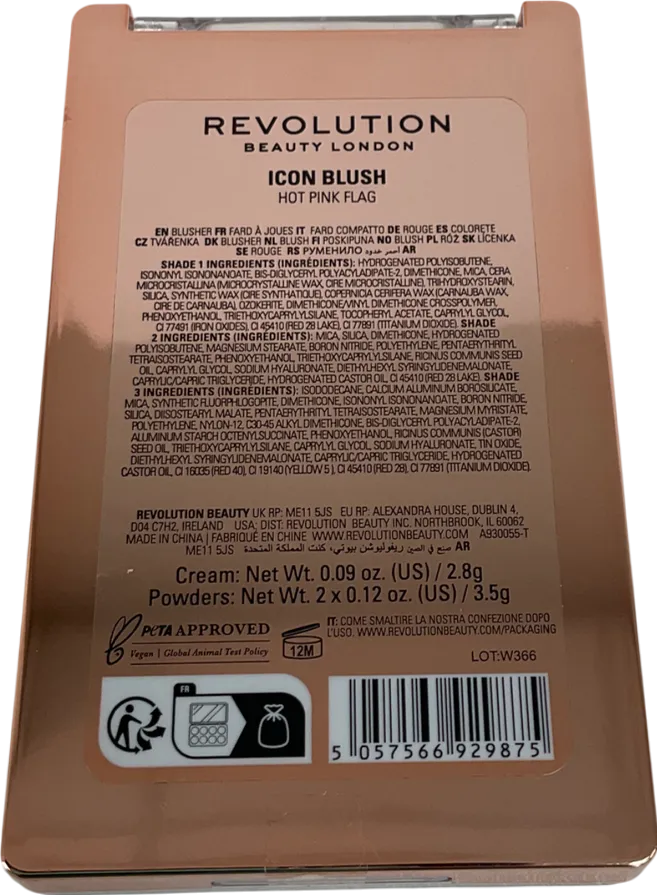 REVOLUTION
BEAUTY LONDON
ICON BLUSH
HOT PINK FLAG
EN BLUSHER FR FARD À JOUES IT FARD COMPATTO DE ROUGE ES COLORETE
CZ TVÁŘENKA DK BLUSHER NL BLUSH FI POSKIPUNA NO BLUSH PL RÓŻ SK LÍCENKA
SE ROUGE RS РУМЕНИЛО أحمر خدود AR
SHADE 1 INGREDIENTS (INGRÉDIENTS): HYDROGENATED POLYISOBUTENE,
ISONONYL ISONONANOATE, BIS-DIGLYCERYL POLYACYLADIPATE-2, DIMETHICONE, MICA, CERA
MICROCRISTALLINA (MICROCRYSTALLINE WAX, CIRE MICROCRISTALLINE), TRIHYDROXYSTEARIN,
SILICA, SYNTHETIC WAX (CIRE SYNTHATIQUE), COPERNICIA CERIFERA WAX (CARNAUBA WAX,
CIRE DE CARNAUBA), OZOKERITE, DIMETHICONE/VINYL DIMETHICONE CROSSPOLYMER,
PHENOXYETHANOL, TRIETHOXYCAPRYLYLSILANE, TOCOPHERYL ACETATE, CAPRYLYL GLYCOL,
CI 77491 (IRON OXIDES), CI 45410 (RED 28 LAKE), CI 77891 (TITANIUM DIOXIDE). SHADE
2 INGREDIENTS (INGRÉDIENTS): MICA, SILICA, DIMETHICONE, HYDROGENATED
POLYISOBUTENE, MAGNESIUM STEARATE, BORON NITRIDE, POLYETHYLENE, PENTAERYTHRITYL
TETRAISOSTEARATE, PHENOXYETHANOL, TRIETHOXYCAPRYLYLSILANE, RICINUS COMMUNIS SEED
OIL, CAPRYLYL GLYCOL, SODIUM HYALURONATE, DIETHYLHEXYL SYRINGYLIDENEMALONATE,
CAPRYLIC/CAPRIC TRIGLYCERIDE, HYDROGENATED CASTOR OIL, CI 45410 (RED 28 LAKE). SHADE
3 INGREDIENTS (INGRÉDIENTS): ISODODECANE, CALCIUM ALUMINUM BOROSILICATE,
MICA, SYNTHETIC FLUORPHLOGOPITE, DIMETHICONE, ISONONYL ISONONANOATE, BORON NITRIDE,
SILICA, DIISOSTEARYL MALATE, PENTAERYTHRITYL TETRAISOSTEARATE, MAGNESIUM MYRISTATE,
POLYETHYLENE, NYLON-12, C30-45 ALKYL DIMETHICONE, BIS-DIGLYCERYL POLYACYLADIPATE-2,
ALUMINUM STARCH OCTENYLSUCCINATE, PHENOXYETHANOL, RICINUS COMMUNIS (CASTOR)
SEED OIL, TRIETHOXYCAPRYLYLSILANE, CAPRYLYL GLYCOL, SODIUM HYALURONATE, TIN OXIDE,
DIETHYLHEXYL SYRINGYLIDENEMALONATE, CAPRYLIC/CAPRIC TRIGLYCERIDE, HYDROGENATED
CASTOR OIL, CI 16035 (RED 40), CI 19140 (YELLOW 5 ), CI 45410 (RED 28), CI 77891 (TITANIUM DIOXIDE).
REVOLUTION BEAUTY UK RP: ME11 5JS EU RP: ALEXANDRA HOUSE, DUBLIN 4,
D04 C7H2, IRELAND USA; DIST: REVOLUTION BEAUTY INC. NORTHBROOK, IL 60062
MADE IN CHINA | FABRIQUÉ EN CHINE WWW.REVOLUTIONBEAUTY.COM A930055-T
ME11 5JS صنع في الصين ريفوليوشن بيوتي، كنت المملكة المتحدة AR
Cream: Net Wt. 0.09 oz. (US) / 2.8g
Powders: Net Wt. 2 x 0.12 oz. (US) / 3.5g
PETA APPROVED
Vegan | Global Animal Test Policy
12M
IT: COME SMALTIRE LA NOSTRA CONFEZIONE DOPO
L'USO. WWW.REVOLUTIONBEAUTY.COM/PACKAGING
LOT:W366
FR
5 057566 929875